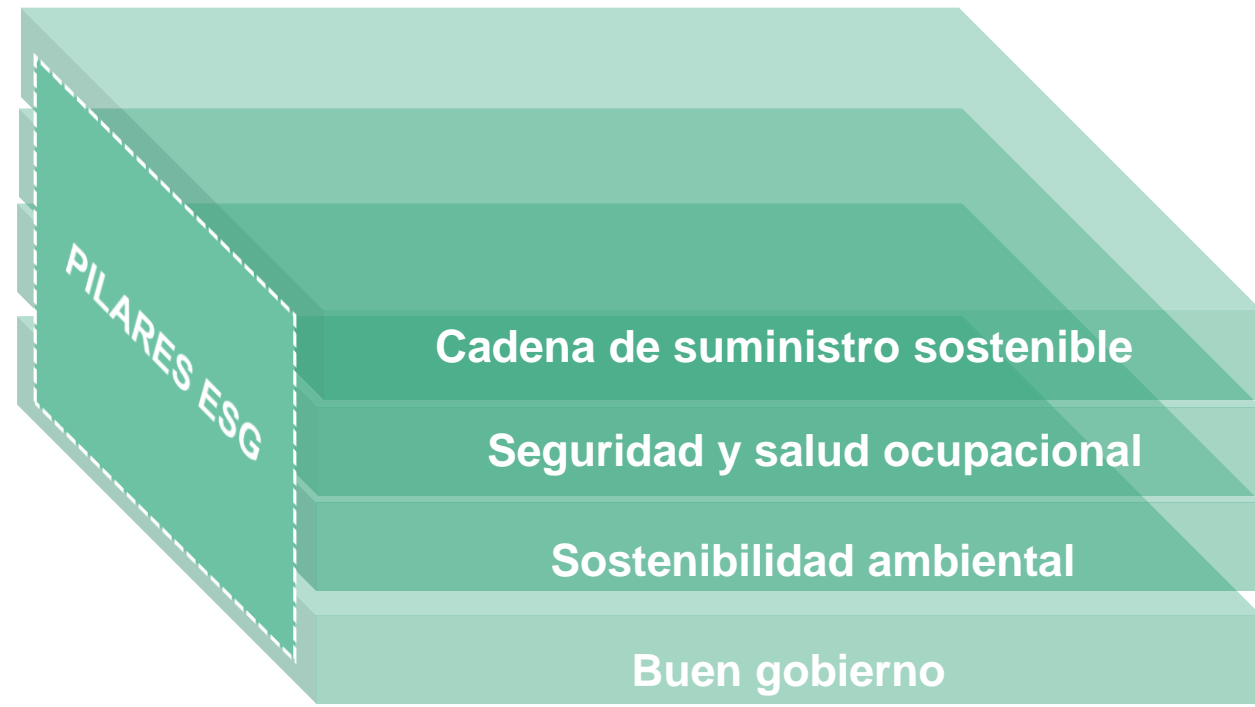 PILARES ESG
Cadena de suministro sostenible
Seguridad y salud ocupacional
Sostenibilidad ambiental
Buen gobierno